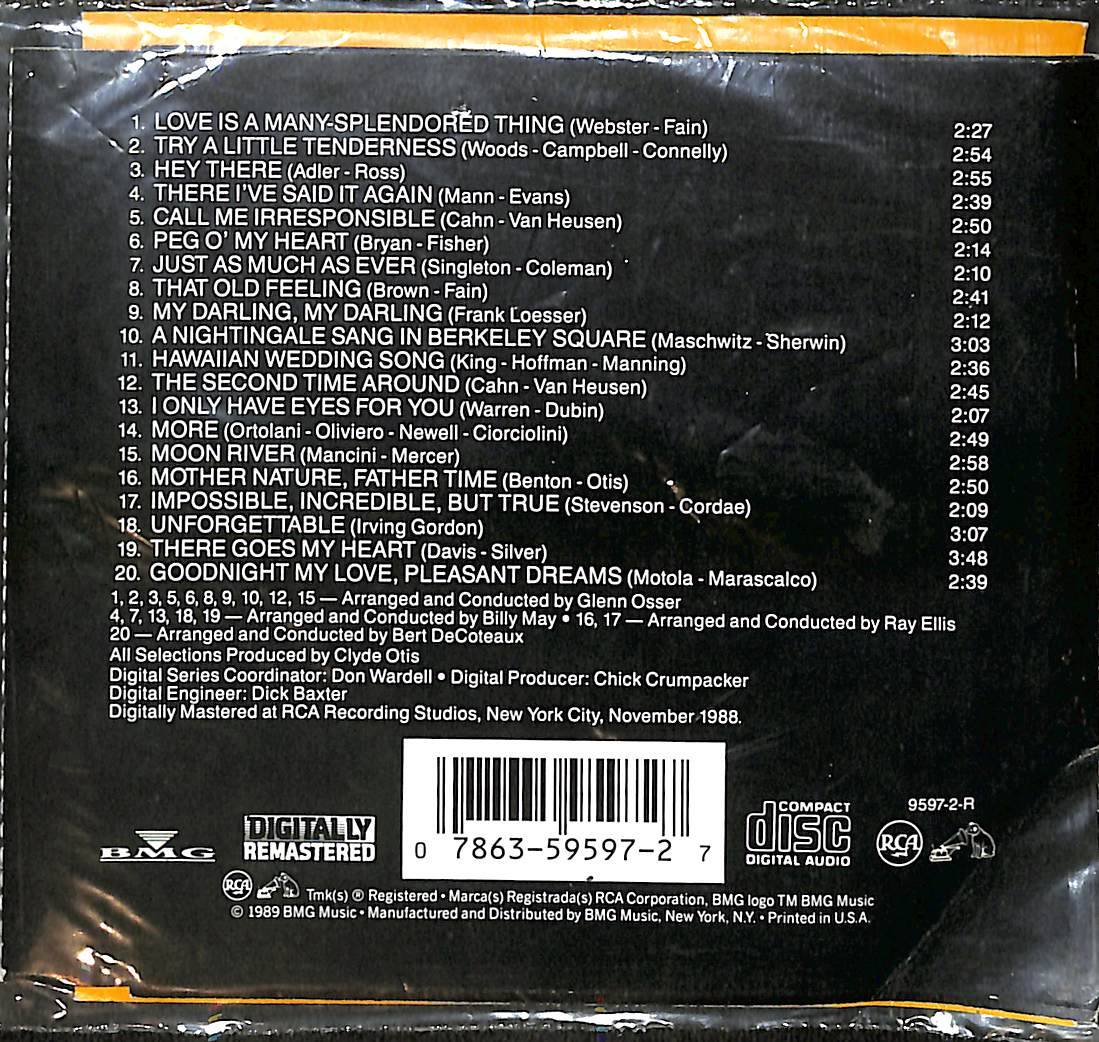 1. LOVE IS A MANY-SPLENDORED THING (Webster - Fain) 2:27
2. TRY A LITTLE TENDERNESS (Woods - Campbell - Connelly) 2:54
3. HEY THERE (Adler - Ross) 2:55
4. THERE I'VE SAID IT AGAIN (Mann - Evans) 2:39
5. CALL ME IRRESPONSIBLE (Cahn - Van Heusen) 2:50
6. PEG O' MY HEART (Bryan - Fisher) 2:14
7. JUST AS MUCH AS EVER (Singleton - Coleman) 2:10
8. THAT OLD FEELING (Brown - Fain) 2:41
9. MY DARLING, MY DARLING (Frank Loesser) 2:12
10. A NIGHTINGALE SANG IN BERKELEY SQUARE (Maschwitz - Sherwin) 3:03
11. HAWAIIAN WEDDING SONG (King - Hoffman - Manning) 2:36
12. THE SECOND TIME AROUND (Cahn - Van Heusen) 2:45
13. I ONLY HAVE EYES FOR YOU (Warren - Dubin) 2:07
14. MORE (Ortolani - Oliviero - Newell - Ciorciolini) 2:49
15. MOON RIVER (Mancini - Mercer) 2:58
16. MOTHER NATURE, FATHER TIME (Benton - Otis) 2:50
17. IMPOSSIBLE, INCREDIBLE, BUT TRUE (Stevenson - Cordae) 2:09
18. UNFORGETTABLE (Irving Gordon) 3:07
19. THERE GOES MY HEART (Davis - Silver) 3:48
20. GOODNIGHT MY LOVE, PLEASANT DREAMS (Motola - Marascalco) 2:39
1, 2, 3, 5, 6, 8, 9, 10, 12, 15 — Arranged and Conducted by Glenn Osser
4, 7, 13, 18, 19 — Arranged and Conducted by Billy May • 16, 17 — Arranged and Conducted by Ray Ellis
20 — Arranged and Conducted by Bert DeCoteaux
All Selections Produced by Clyde Otis
Digital Series Coordinator: Don Wardell • Digital Producer: Chick Crumpacker
Digital Engineer: Dick Baxter
Digitally Mastered at RCA Recording Studios, New York City, November 1988.
BMG
DIGITALLY
REMASTERED
0 7863-59597-2 7
COMPACT
disc
DIGITAL AUDIO
9597-2-R
RCA
RCA Tmk(s) ® Registered • Marca(s) Registrada(s) RCA Corporation, BMG logo TM BMG Music
© 1989 BMG Music • Manufactured and Distributed by BMG Music, New York, N.Y. • Printed in U.S.A.